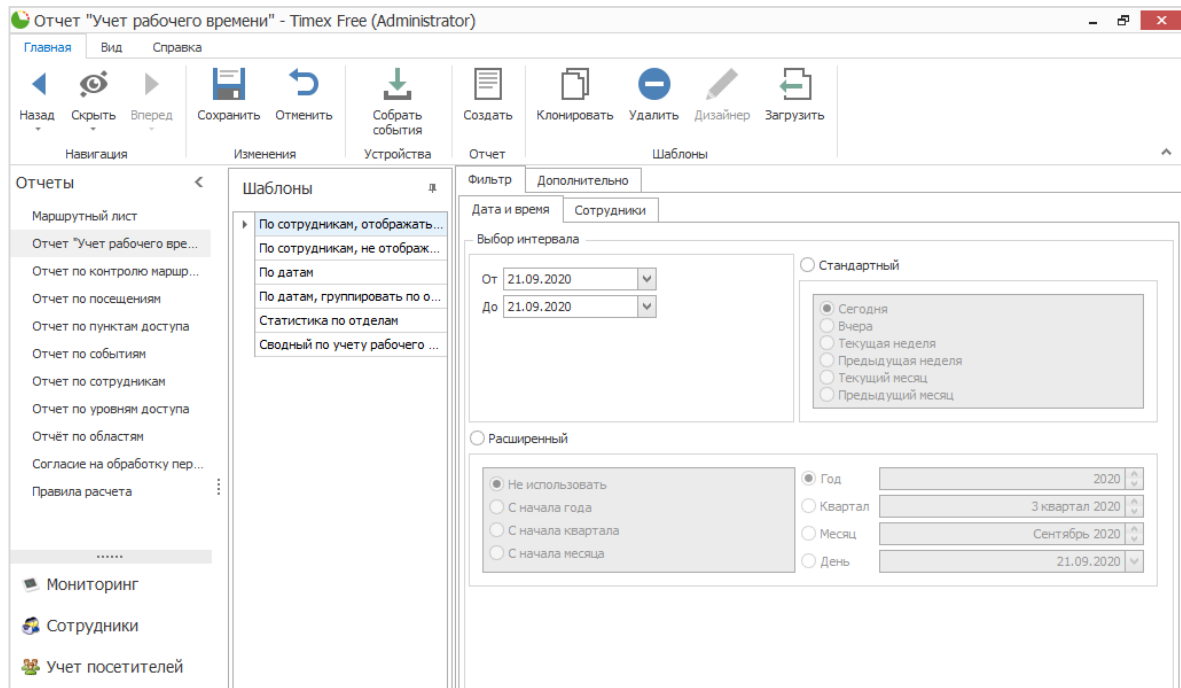 Отчет "Учет рабочего времени" - Timex Free (Administrator)
Главная Вид Справка
Назад Скрыть Вперед Сохранить Отменить Собрать события Создать Клонировать Удалить Дизайнер Загрузить
Навигация Изменения Устройства Отчет Шаблоны
Отчеты
Маршрутный лист
Отчет "Учет рабочего вре...
Отчет по контролю маршр...
Отчет по посещениям
Отчет по пунктам доступа
Отчет по событиям
Отчет по сотрудникам
Отчет по уровням доступа
Отчёт по областям
Согласие на обработку пер...
Правила расчета
Мониторинг
Сотрудники
Учет посетителей
Шаблоны
По сотрудникам, отображать...
По сотрудникам, не отображ...
По датам
По датам, группировать по о...
Статистика по отделам
Сводный по учету рабочего ...
Фильтр Дополнительно
Дата и время Сотрудники
Выбор интервала
От 21.09.2020
До 21.09.2020
Стандартный
Сегодня
Вчера
Текущая неделя
Предыдущая неделя
Текущий месяц
Предыдущий месяц
Расширенный
Не использовать
С начала года
С начала квартала
С начала месяца
Год 2020
Квартал 3 квартал 2020
Месяц Сентябрь 2020
День 21.09.2020